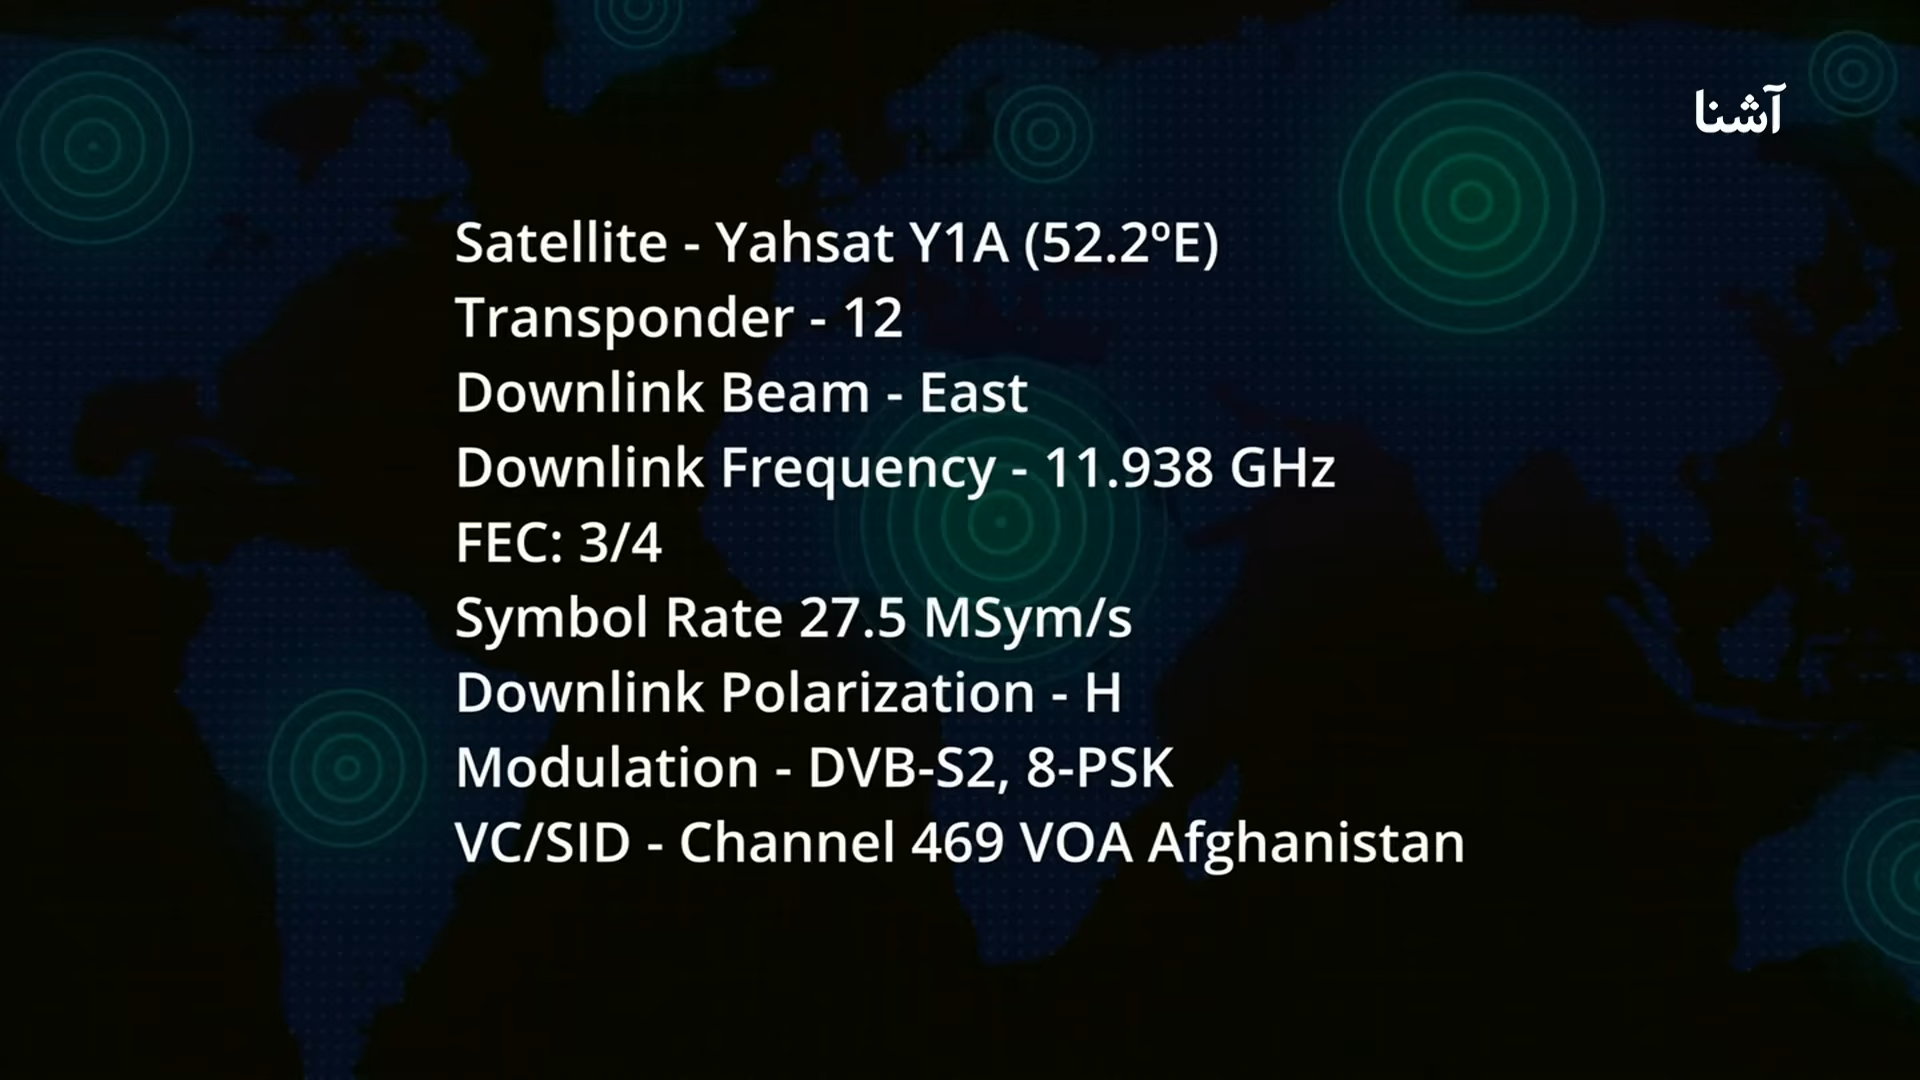 آشنا
Satellite - Yahsat Y1A (52.2ºE)
Transponder - 12
Downlink Beam - East
Downlink Frequency - 11.938 GHz
FEC: 3/4
Symbol Rate 27.5 MSym/s
Downlink Polarization - H
Modulation - DVB-S2, 8-PSK
VC/SID - Channel 469 VOA Afghanistan